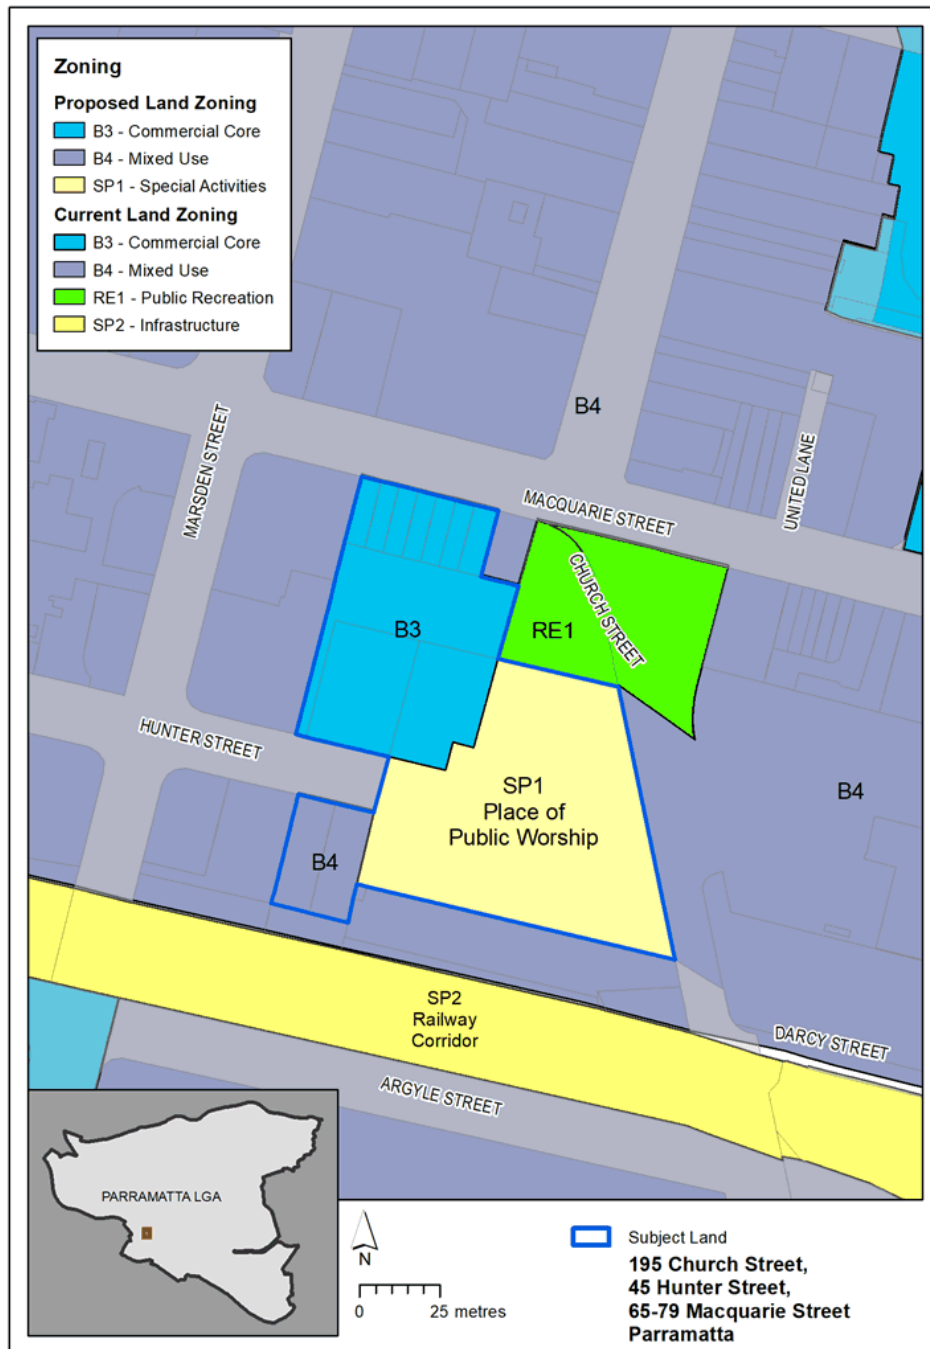 Zoning
Proposed Land Zoning
B3 - Commercial Core
B4 - Mixed Use
SP1 - Special Activities
Current Land Zoning
B3 - Commercial Core
B4 - Mixed Use
RE1 - Public Recreation
SP2 - Infrastructure
B4
MARSDEN STREET
UNITED LANE
MACQUARIE STREET
CHURCH STREET
B3
RE1
HUNTER STREET
SP1
Place of
Public Worship
B4
B4
SP2
Railway
Corridor
DARCY STREET
ARGYLE STREET
PARRAMATTA LGA
N
0 25 metres
Subject Land
195 Church Street,
45 Hunter Street,
65-79 Macquarie Street
Parramatta